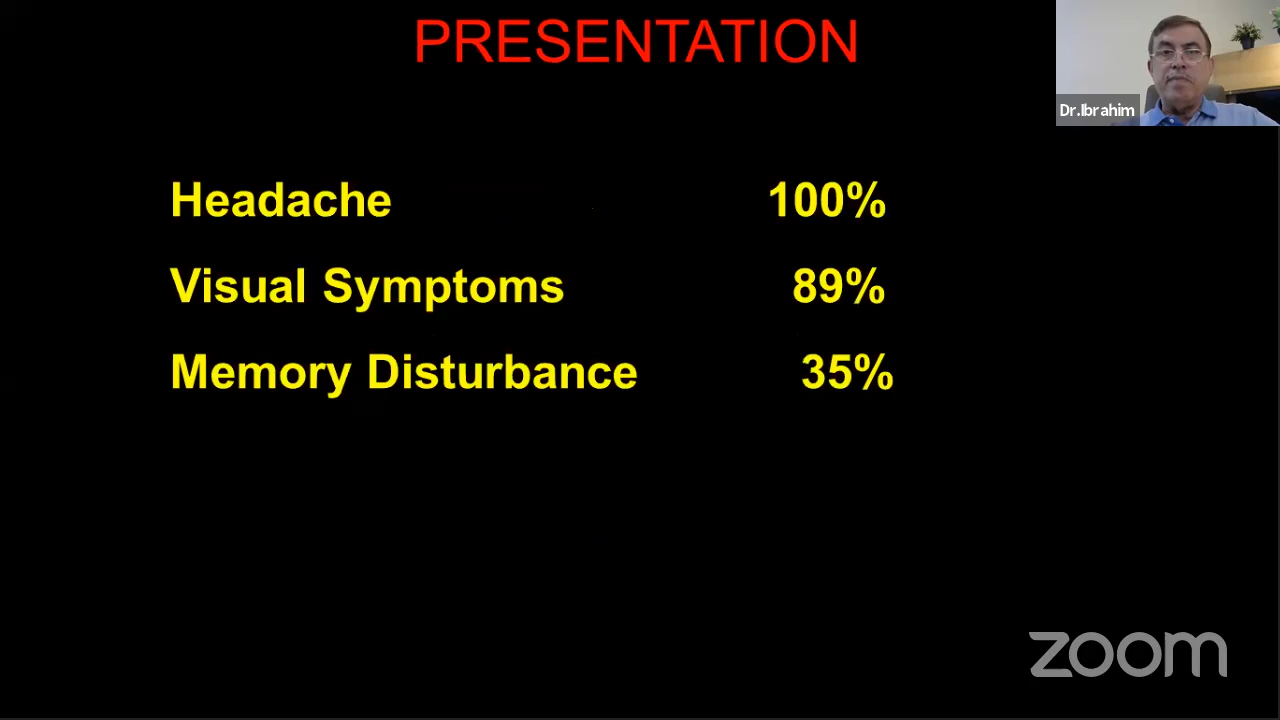 PRESENTATION
Dr.Ibrahim
Headache 100%
Visual Symptoms 89%
Memory Disturbance 35%
zoom